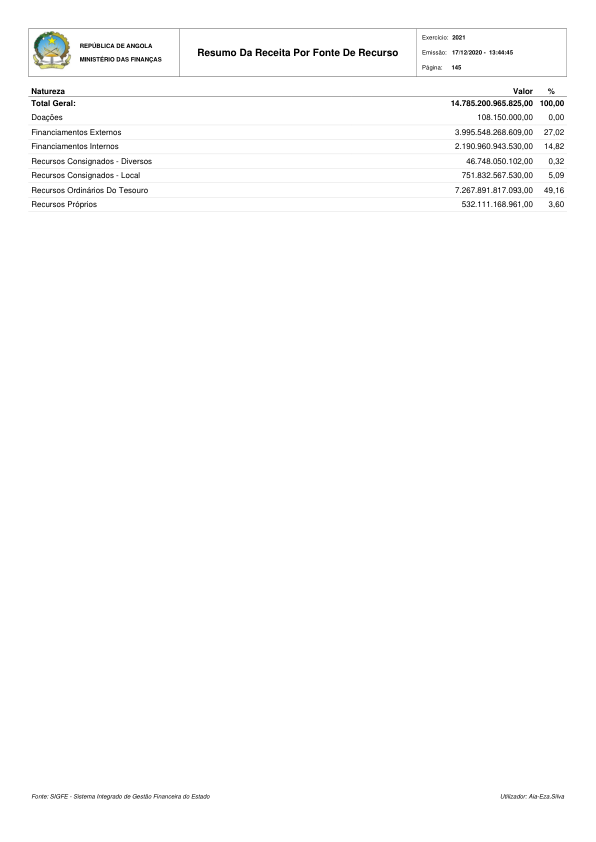 REPÚBLICA DE ANGOLA
MINISTÉRIO DAS FINANÇAS
Resumo Da Receita Por Fonte De Recurso
Exercício: 2021
Emissão: 17/12/2020 - 13:44:45
Página: 145
Natureza Valor %
Total Geral: 14.785.200.965.825,00 100,00
Doações 108.150.000,00 0,00
Financiamentos Externos 3.995.548.268.609,00 27,02
Financiamentos Internos 2.190.960.943.530,00 14,82
Recursos Consignados - Diversos 46.748.050.102,00 0,32
Recursos Consignados - Local 751.832.567.530,00 5,09
Recursos Ordinários Do Tesouro 7.267.891.817.093,00 49,16
Recursos Próprios 532.111.168.961,00 3,60
Fonte: SIGFE - Sistema Integrado de Gestão Financeira do Estado Utilizador: Aia-Eza.Silva